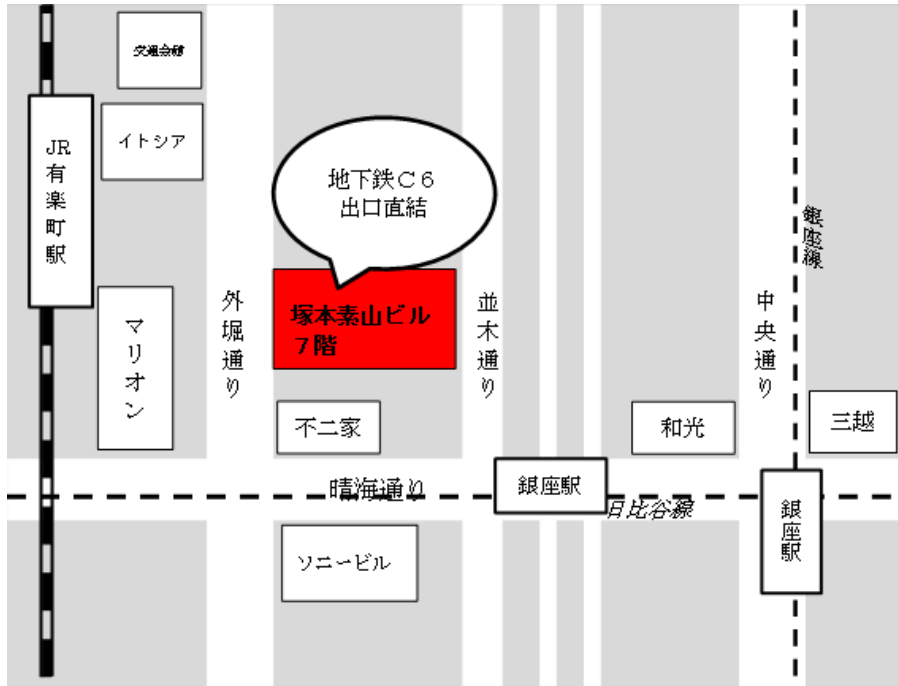 交通会館
イトシア
JR有楽町駅
地下鉄C6
出口直結
塚本素山ビル
7階
マリオン
外堀通り
並木通り
中央通り
銀座線
不二家
和光
三越
晴海通り
銀座駅
日比谷線
銀座駅
ソニービル